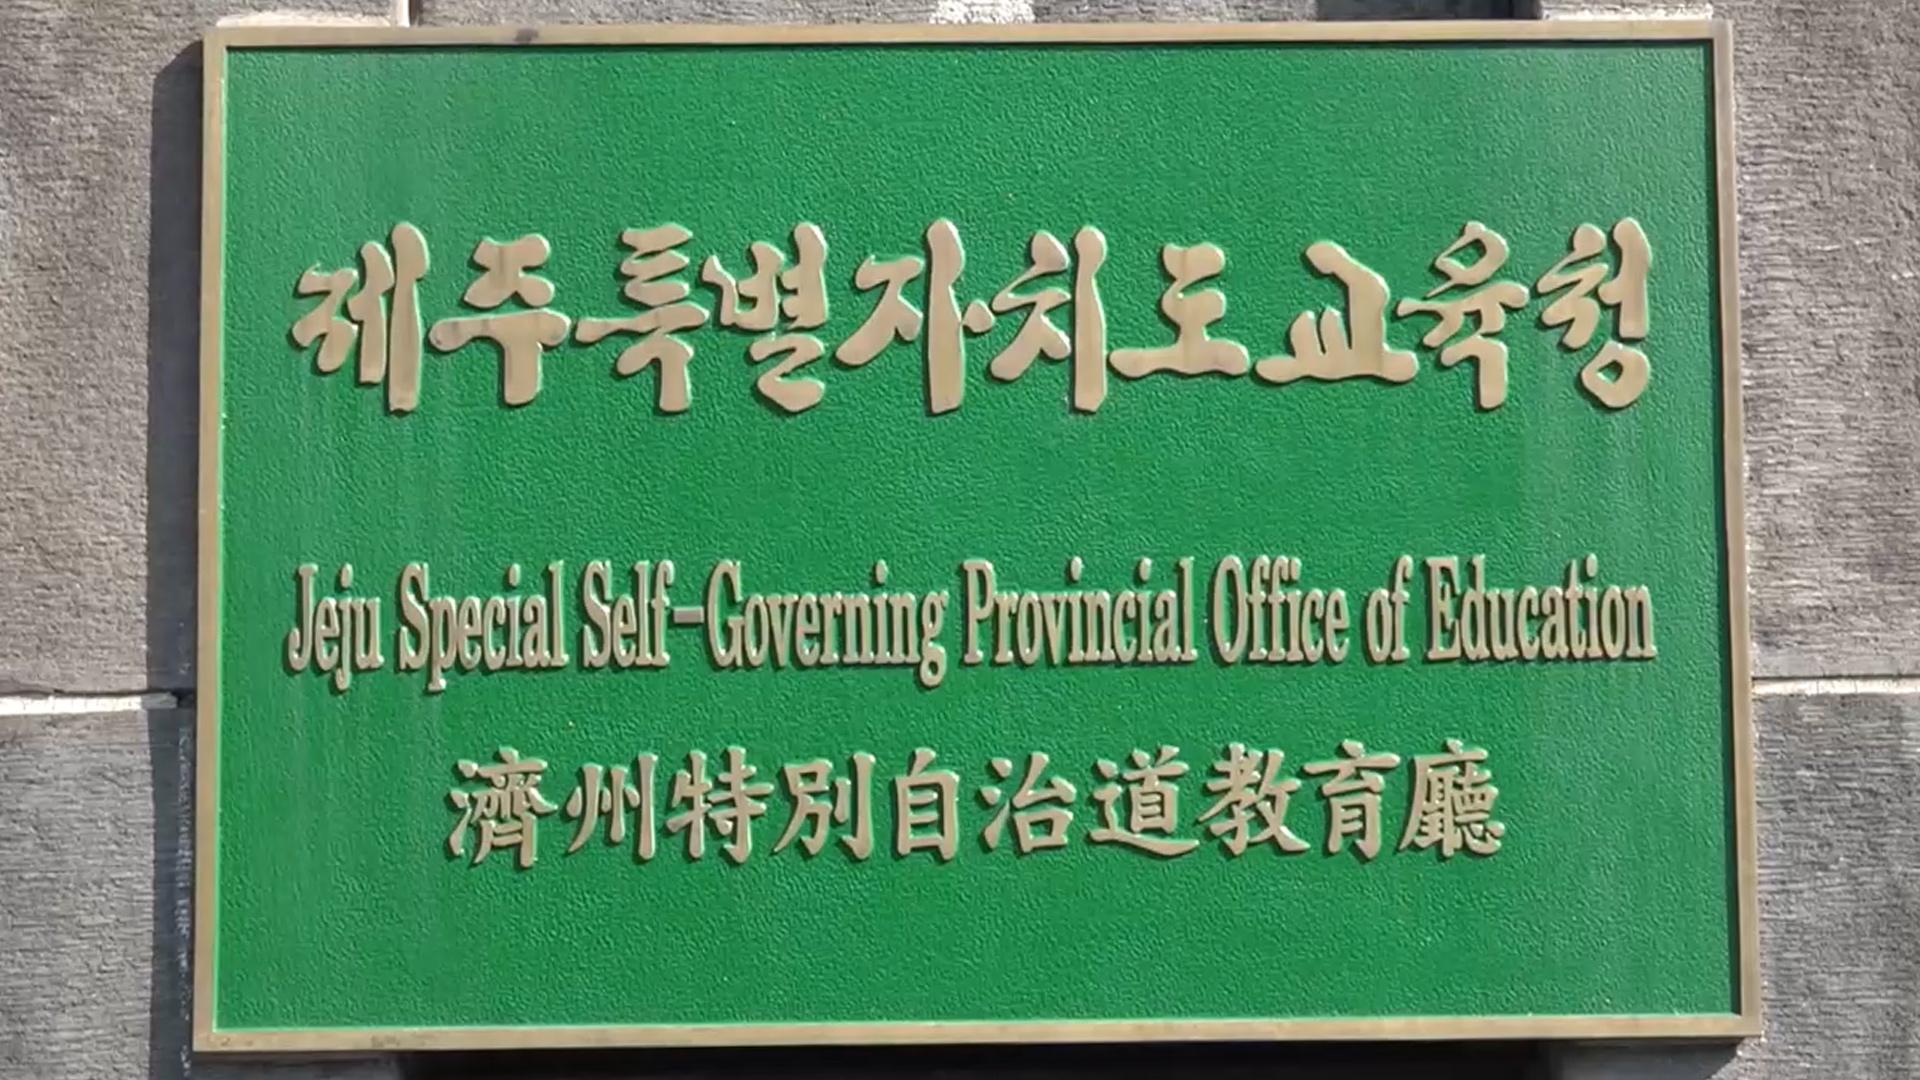 제주특별자치도교육청
Jeju Special Self-Governing Provincial Office of Education
濟州特別自治道教育廳